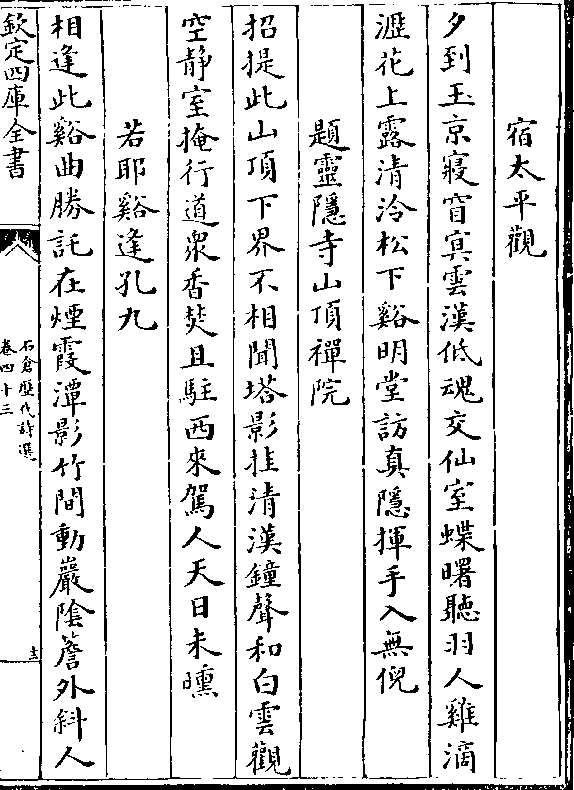 宿太平觀
夕到玉京寢窅冥雲漢低魂交仙室蝶曙聽羽人雞滴
瀝花上露清泠松下谿明堂訪真隱揮手入無倪
題靈隱寺山頂禪院
招提此山頂下界不相聞塔影挂清漢鐘聲和白雲觀
空靜室掩行道衆香焚且駐西來駕人天日未曛
若耶谿逢孔九
相逢此谿曲勝託在煙霞潭影竹間動巖陰簷外斜人
欽定四庫全書
石倉歷代詩選
卷四十三